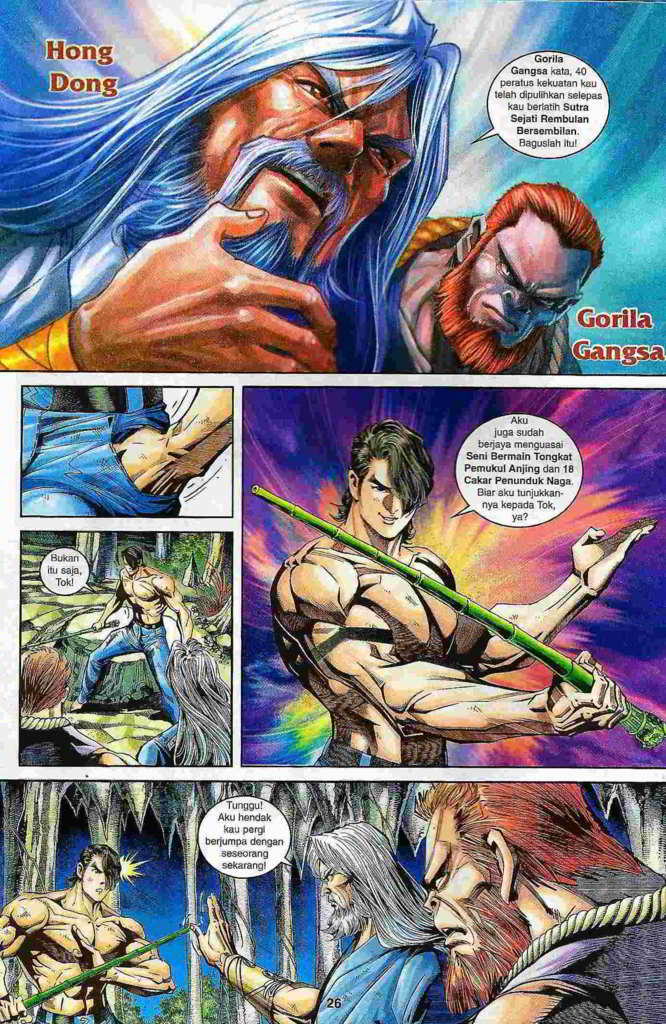 Hong
Dong
Gorila
Gangsa kata, 40
peratus kekuatan kau
telah dipulihkan selepas
kau berlatih Sutra
Sejati Rembulan
Bersembilan.
Baguslah itu!
Gorila
Gangsa
Bukan
itu saja,
Tok!
Aku
juga sudah
berjaya menguasai
Seni Bermain Tongkat
Pemukul Anjing dan 18
Cakar Penunduk Naga.
Biar aku tunjukkan-
nya kepada Tok,
ya?
Tunggu!
Aku hendak
kau pergi
berjumpa dengan
seseorang
sekarang!
26